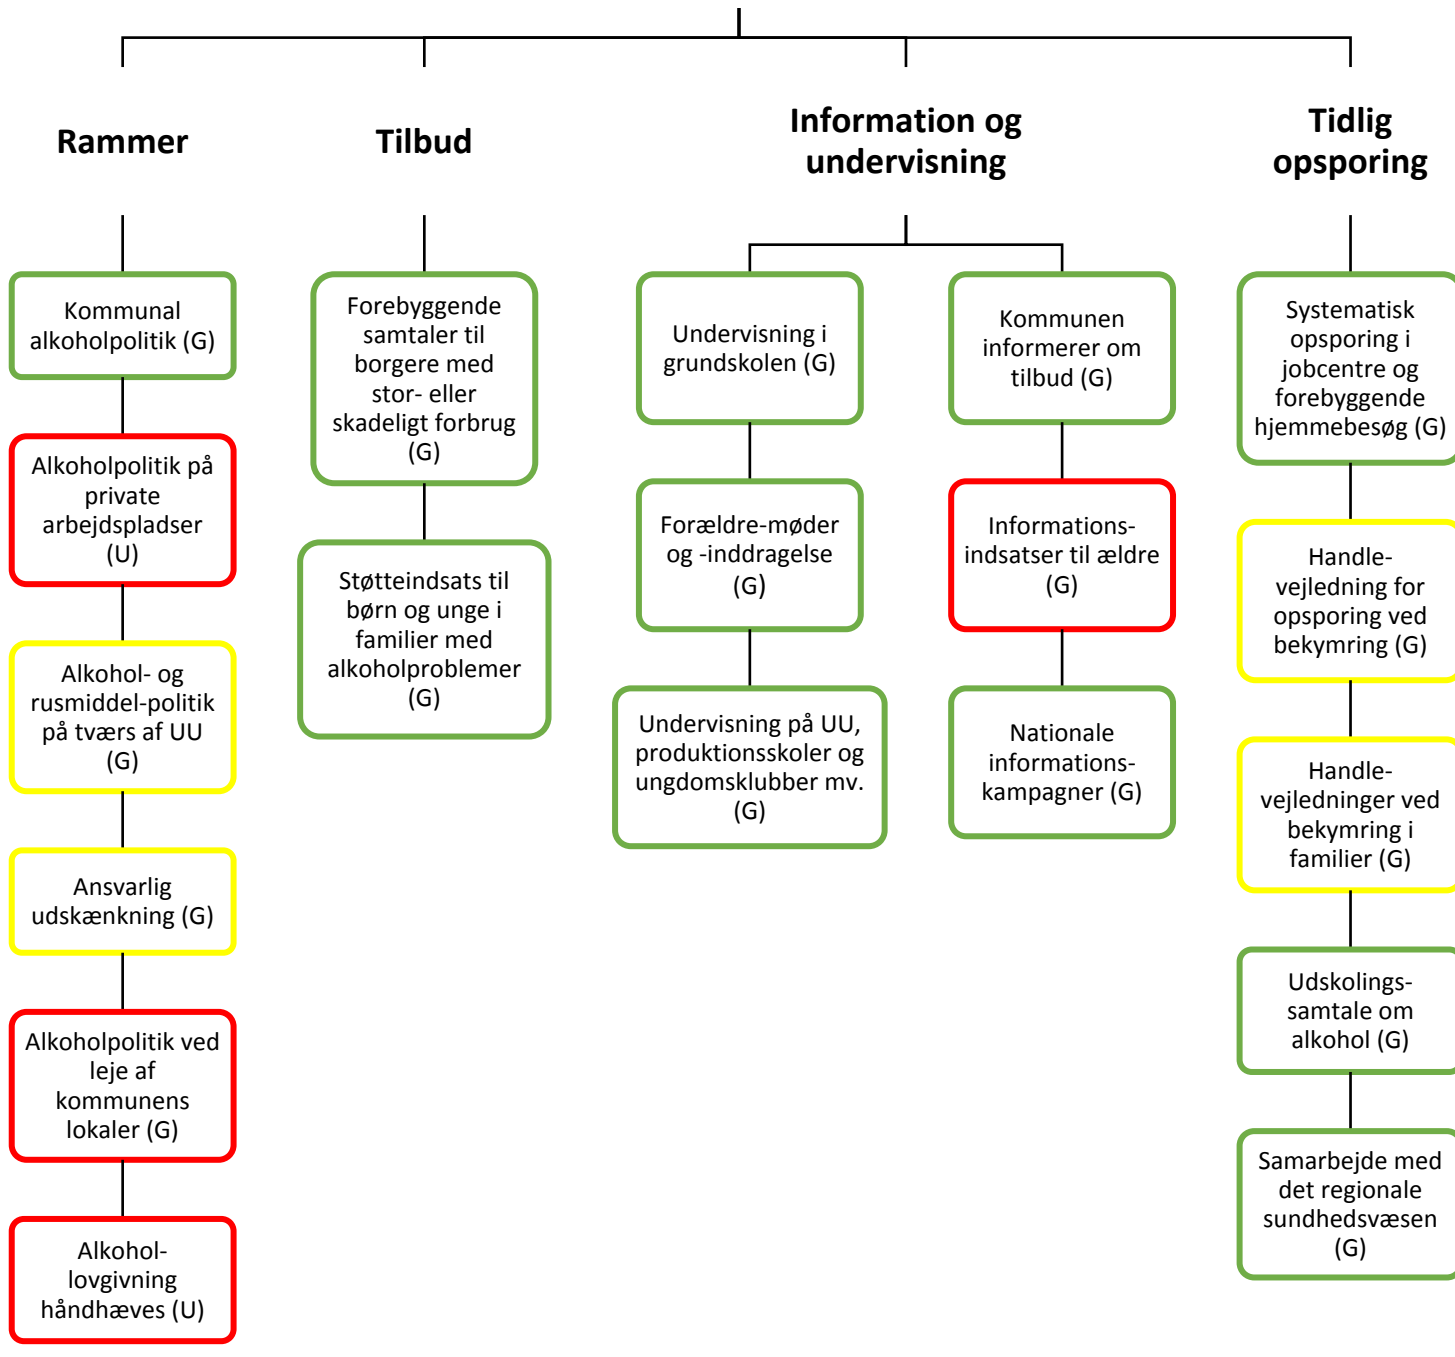 Rammer
Kommunal
alkoholpolitik (G)
Alkoholpolitik på
private
arbejdspladser
(U)
Alkohol- og
rusmiddel-politik
på tværs af UU
(G)
Ansvarlig
udskænkning (G)
Alkoholpolitik ved
leje af
kommunens
lokaler (G)
Alkohol-
lovgivning
håndhæves (U)
Tilbud
Forebyggende
samtaler til
borgere med
stor- eller
skadeligt forbrug
(G)
Støtteindsats til
børn og unge i
familier med
alkoholproblemer
(G)
Information og
undervisning
Undervisning i
grundskolen (G)
Forældre-møder
og -inddragelse
(G)
Undervisning på UU,
produktionsskoler og
ungdomsklubber mv.
(G)
Kommunen
informerer om
tilbud (G)
Informations-
indsatser til ældre
(G)
Nationale
informations-
kampagner (G)
Tidlig
opsporing
Systematisk
opsporing i
jobcentre og
forebyggende
hjemmebesøg (G)
Handle-
vejledning for
opsporing ved
bekymring (G)
Handle-
vejledninger ved
bekymring i
familier (G)
Udskolings-
samtale om
alkohol (G)
Samarbejde med
det regionale
sundhedsvæsen
(G)